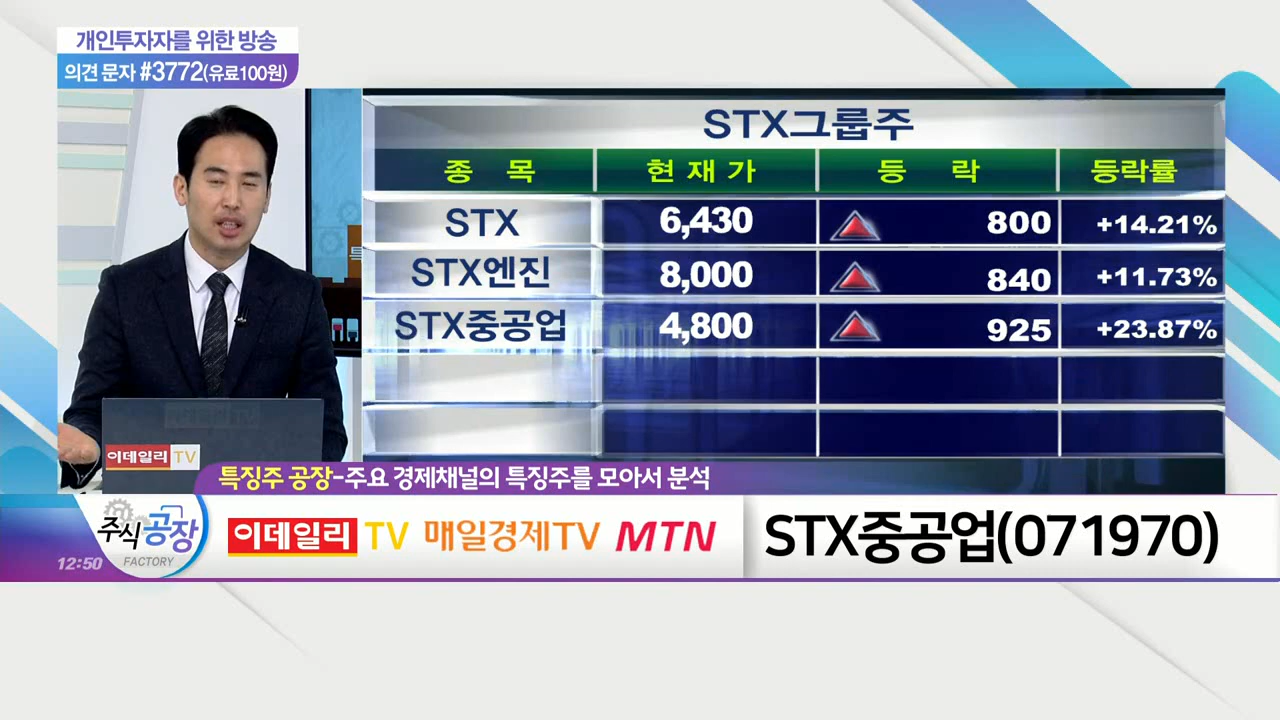 개인투자자를 위한 방송
의견 문자 #3772(유료100원)
STX그룹주
종 목 현 재 가 등 락 등락률
STX 6,430 800 +14.21%
STX엔진 8,000 840 +11.73%
STX중공업 4,800 925 +23.87%
이데일리 TV
특징주 공장-주요 경제채널의 특징주를 모아서 분석
주식공장
FACTORY
12:50
이데일리 TV 매일경제TV MTN
STX중공업(071970)